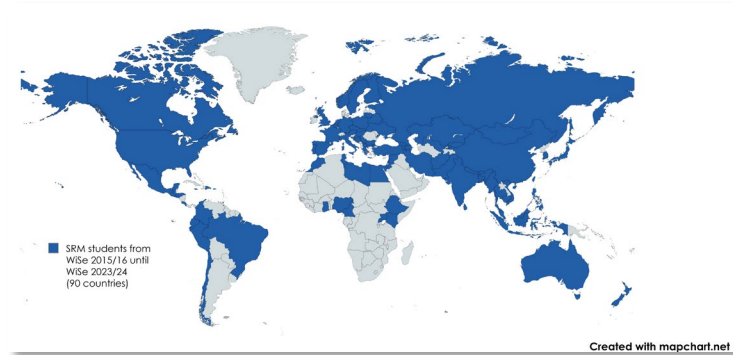 SRM students from
WiSe 2015/16 until
WiSe 2023/24
(90 countries)
Created with mapchart.net